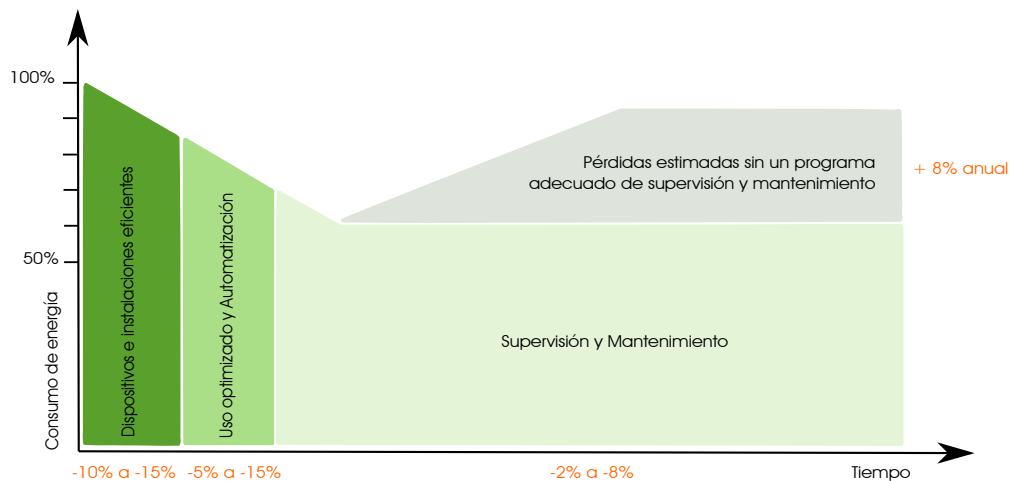 100%
50%
Consumo de energía
Dispositivos e instalaciones eficientes
Uso optimizado y Automatización
Pérdidas estimadas sin un programa
adecuado de supervisión y mantenimiento
+ 8% anual
Supervisión y Mantenimiento
-10% a -15%
-5% a -15%
-2% a -8%
Tiempo